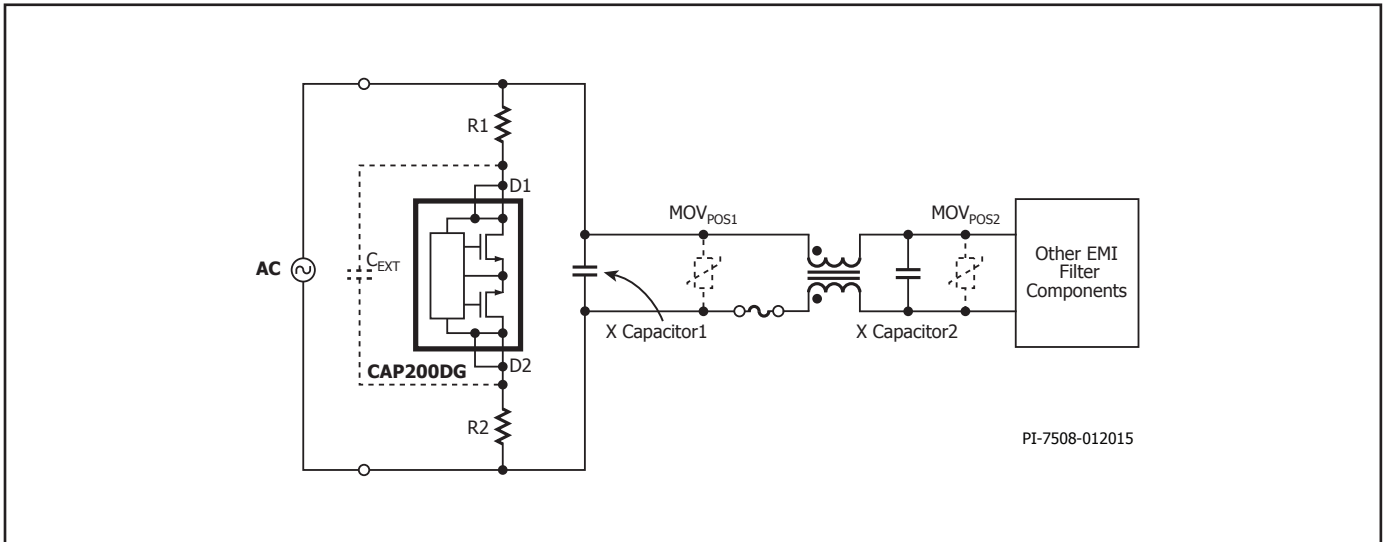 R1
D1
MOVPOS1
MOVPOS2
AC
CEXT
Other EMI
Filter
Components
X Capacitor1
X Capacitor2
D2
CAP200DG
R2
PI-7508-012015